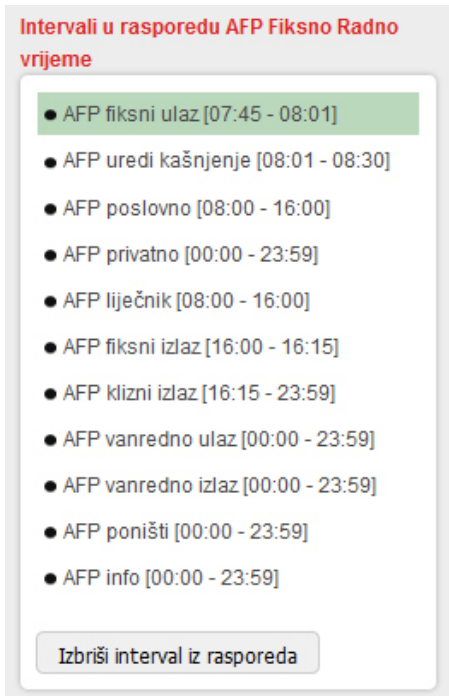 Intervali u rasporedu AFP Fiksno Radno
vrijeme
AFP fiksni ulaz [07:45 - 08:01]
AFP uredi kašnjenje [08:01 - 08:30]
AFP poslovno [08:00 - 16:00]
AFP privatno [00:00 - 23:59]
AFP liječnik [08:00 - 16:00]
AFP fiksni izlaz [16:00 - 16:15]
AFP klizni izlaz [16:15 - 23:59]
AFP vanredno ulaz [00:00 - 23:59]
AFP vanredno izlaz [00:00 - 23:59]
AFP poništi [00:00 - 23:59]
AFP info [00:00 - 23:59]
Izbriši interval iz rasporeda